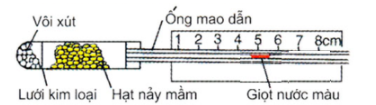 Vôi xút
Ống mao dẫn
1 2 3 4 5 6 7 8cm
Lưới kim loại
Hạt nảy mầm
Giọt nước màu